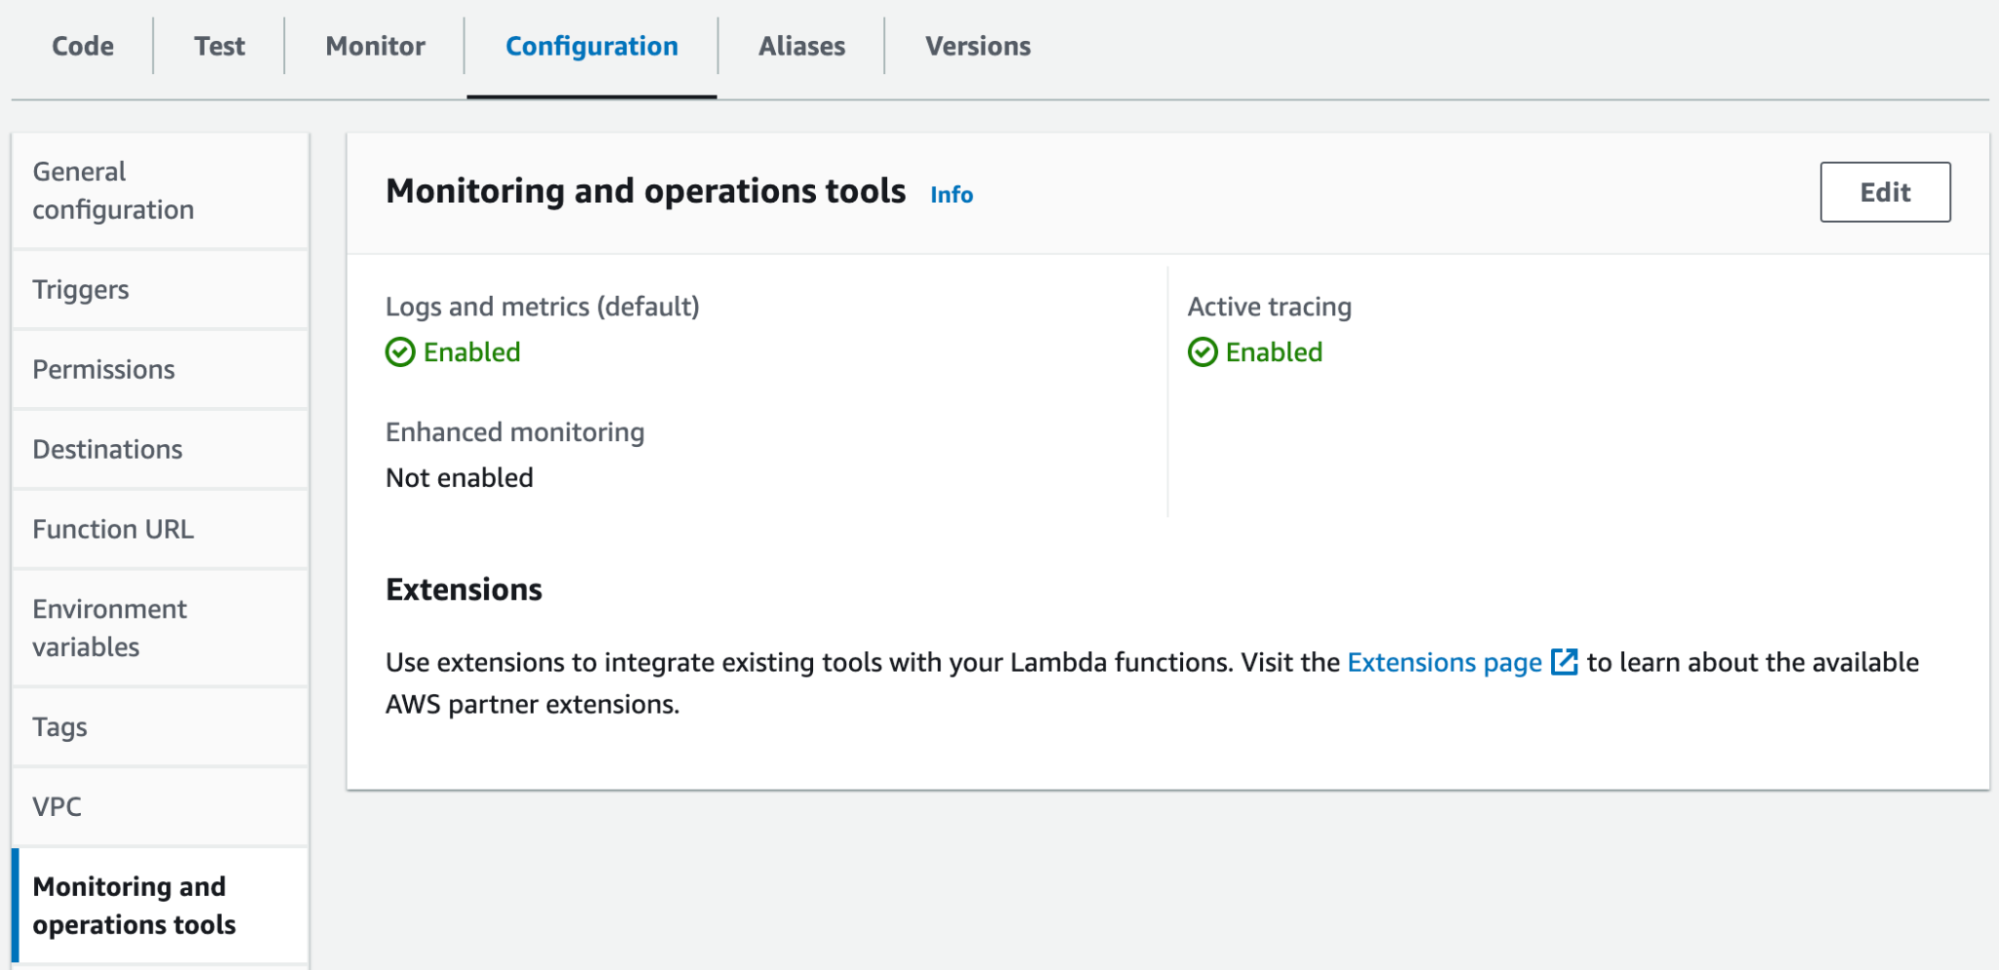 Code
Test
Monitor
Configuration
Aliases
Versions
General
configuration
Triggers
Permissions
Destinations
Function URL
Environment
variables
Tags
VPC
Monitoring and
operations tools
Monitoring and operations tools Info
Edit
Logs and metrics (default)
Enabled
Enhanced monitoring
Not enabled
Active tracing
Enabled
Extensions
Use extensions to integrate existing tools with your Lambda functions. Visit the Extensions page to learn about the available
AWS partner extensions.